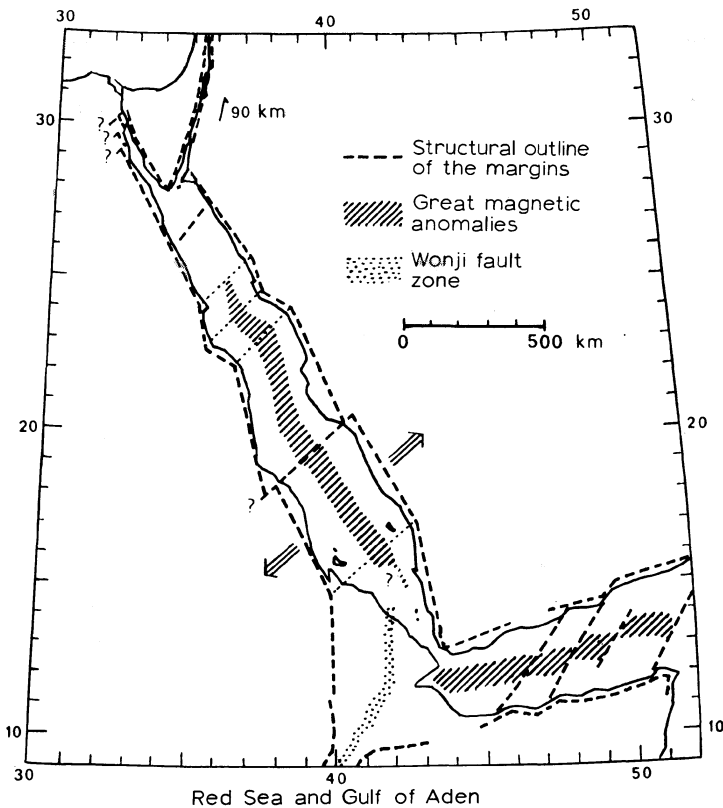 30
40
50
30
30
90 km
?
?
?
Structural outline
of the margins
Great magnetic
anomalies
Wonji fault
zone
0 500 km
20
20
?
?
10
10
30
40
50
Red Sea and Gulf of Aden